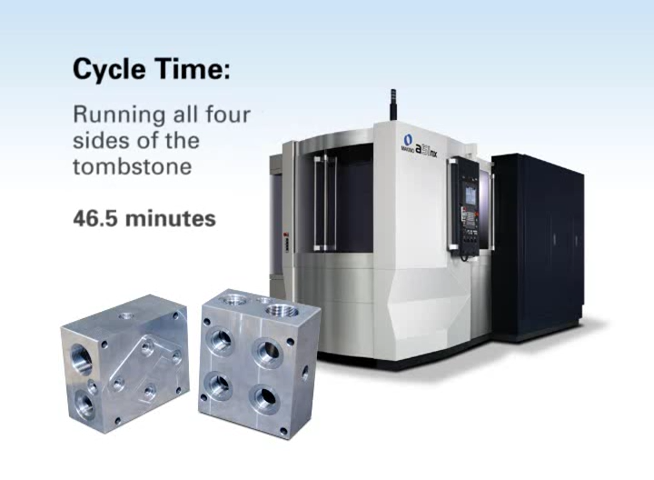 Cycle Time:
Running all four
sides of the
tombstone
46.5 minutes